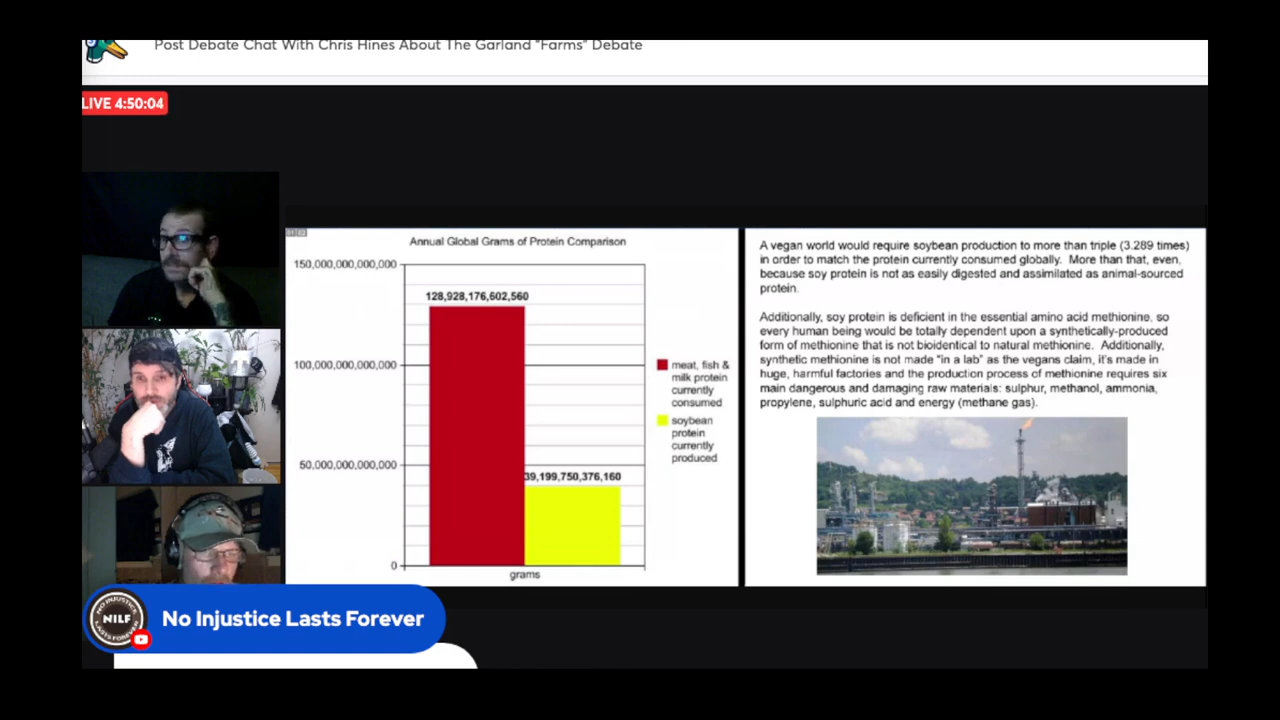 Post Debate Chat With Chris Hines About The Garland "Farms" Debate
LIVE 4:50:04
Annual Global Grams of Protein Comparison
150,000,000,000,000
128,928,176,602,560
100,000,000,000,000
50,000,000,000,000
39,199,750,376,160
0
grams
meat, fish &
milk protein
currently
consumed
soybean
protein
currently
produced
A vegan world would require soybean production to more than triple (3.289 times)
in order to match the protein currently consumed globally.  More than that, even,
because soy protein is not as easily digested and assimilated as animal-sourced
protein.
Additionally, soy protein is deficient in the essential amino acid methionine, so
every human being would be totally dependent upon a synthetically-produced
form of methionine that is not bioidentical to natural methionine.  Additionally,
synthetic methionine is not made "in a lab" as the vegans claim, it's made in
huge, harmful factories and the production process of methionine requires six
main dangerous and damaging raw materials: sulphur, methanol, ammonia,
propylene, sulphuric acid and energy (methane gas).
NO INJUSTICE
NILF
LASTS FOREVER
No Injustice Lasts Forever